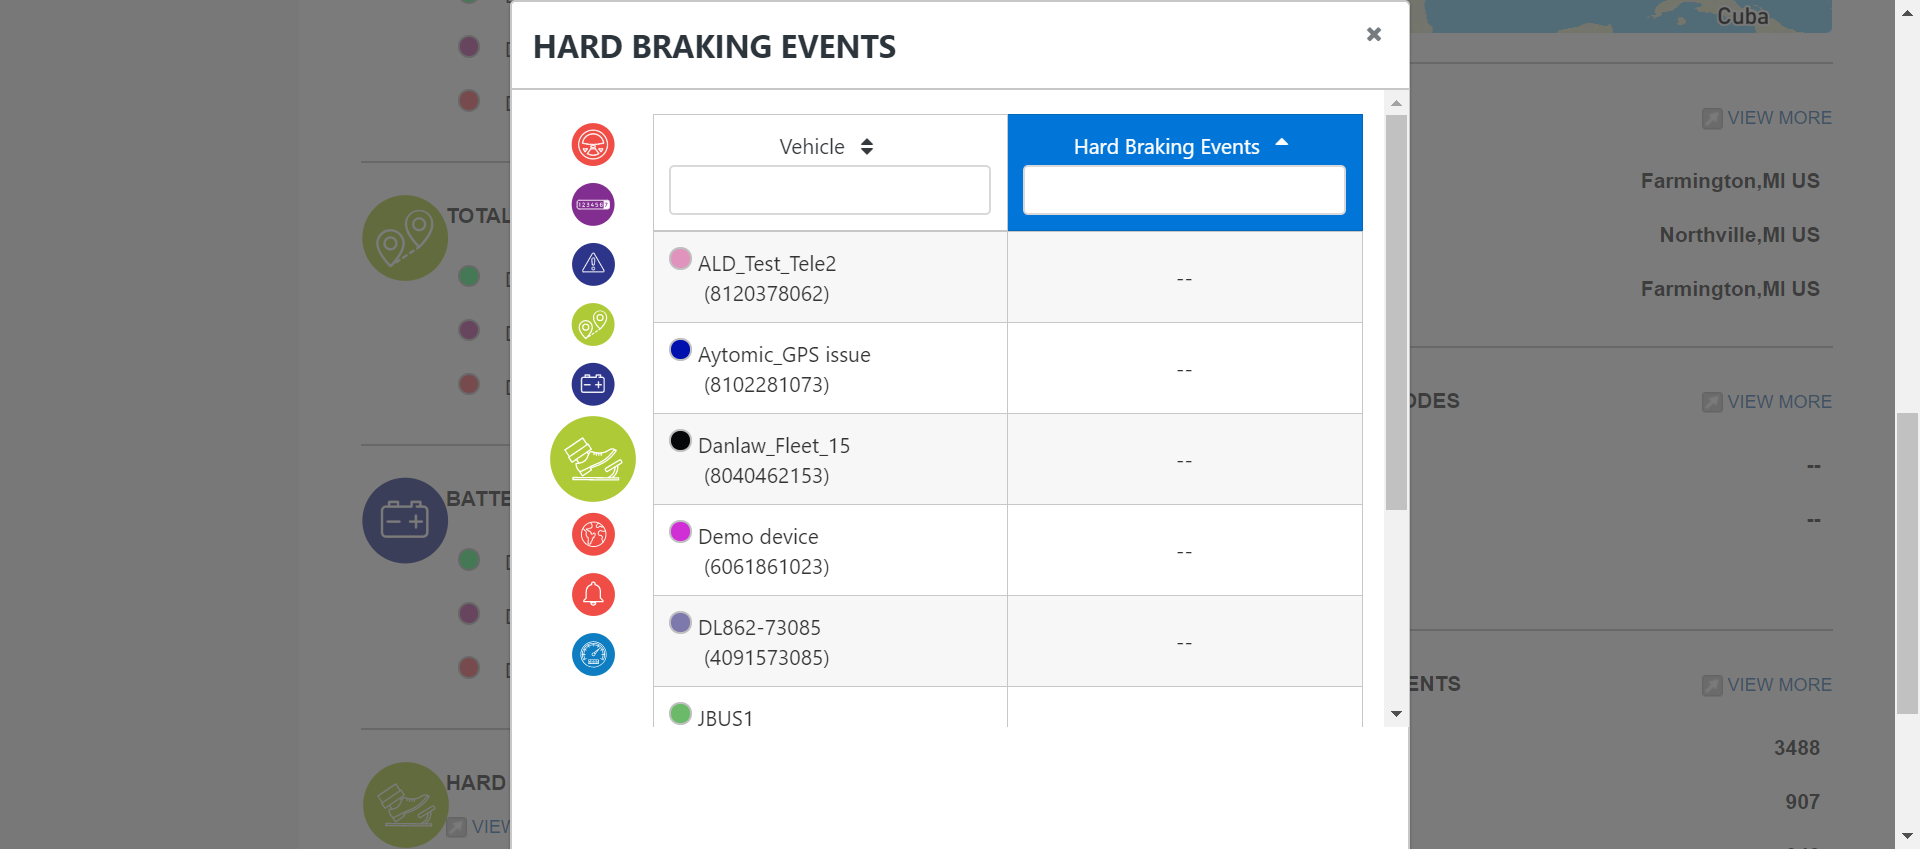 HARD BRAKING EVENTS
Vehicle
Hard Braking Events
ALD_Test_Tele2
(8120378062)
--
Aytomic_GPS issue
(8102281073)
--
Danlaw_Fleet_15
(8040462153)
--
Demo device
(6061861023)
--
DL862-73085
(4091573085)
--
JBUS1
1234567
TOTAL
BATTE
HARD
VIEW
Cuba
VIEW MORE
Farmington,MI US
Northville,MI US
Farmington,MI US
ODES
VIEW MORE
--
--
ENTS
VIEW MORE
3488
907